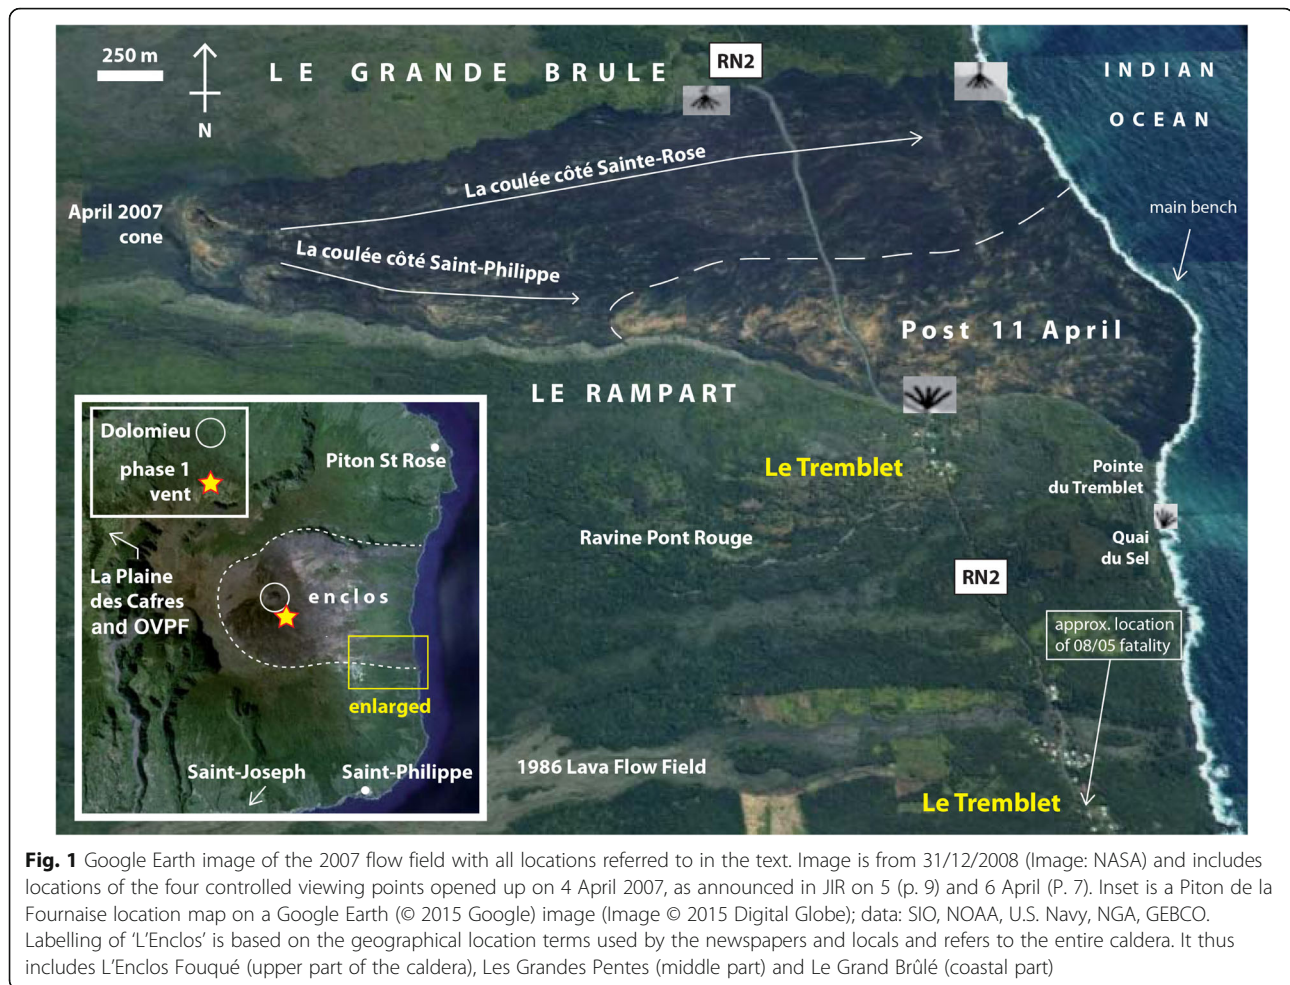 250 m
N
LE GRANDE BRULE
RN2
INDIAN
OCEAN
La coulée côté Sainte-Rose
April 2007
cone
La coulée côté Saint-Philippe
main bench
Post 11 April
LE RAMPART
Le Tremblet
Pointe
du Tremblet
Ravine Pont Rouge
Quai
du Sel
RN2
approx. location
of 08/05 fatality
1986 Lava Flow Field
Le Tremblet
Dolomieu
phase 1
vent
Piton St Rose
La Plaine
des Cafres
and OVPF
enclos
enlarged
Saint-Joseph
Saint-Philippe
Fig. 1 Google Earth image of the 2007 flow field with all locations referred to in the text. Image is from 31/12/2008 (Image: NASA) and includes
locations of the four controlled viewing points opened up on 4 April 2007, as announced in JIR on 5 (p. 9) and 6 April (P. 7). Inset is a Piton de la
Fournaise location map on a Google Earth (© 2015 Google) image (Image © 2015 Digital Globe); data: SIO, NOAA, U.S. Navy, NGA, GEBCO.
Labelling of ‘L’Enclos’ is based on the geographical location terms used by the newspapers and locals and refers to the entire caldera. It thus
includes L’Enclos Fouqué (upper part of the caldera), Les Grandes Pentes (middle part) and Le Grand Brûlé (coastal part)